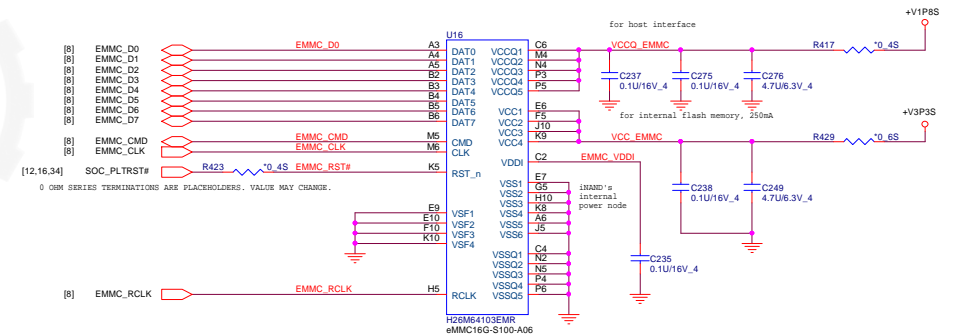 U16
for host interface
+V1P8S
[8] EMMC_D0 EMMC_D0 A3 DAT0 VCCQ1 C6 VCCQ_EMMC R417 *0_4S
[8] EMMC_D1 A4 DAT1 VCCQ2 M4
[8] EMMC_D2 A5 DAT2 VCCQ3 N4
[8] EMMC_D3 B2 DAT3 VCCQ4 P3
[8] EMMC_D4 B3 DAT4 VCCQ5 P5
C237 0.1U/16V_4
C275 0.1U/16V_4
C276 4.7U/6.3V_4
[8] EMMC_D5 B4 DAT5
[8] EMMC_D6 B5 DAT6 VCC1 E6
[8] EMMC_D7 B6 DAT7 VCC2 F5
for internal flash memory, 250mA
+V3P3S
VCC3 J10
[8] EMMC_CMD EMMC_CMD M5 CMD VCC4 K9 VCC_EMMC R429 *0_6S
[8] EMMC_CLK EMMC_CLK M6 CLK
VDDI C2 EMMC_VDDI
[12,16,34] SOC_PLTRST# R423 *0_4S EMMC_RST# K5 RST_n
0 OHM SERIES TERMINATIONS ARE PLACEHOLDERS. VALUE MAY CHANGE.
VSS1 E7
VSS2 G5
VSS3 H10
VSS4 K8
VSS5 A6
VSS6 J5
iNAND's
internal
power node
C238 0.1U/16V_4
C249 4.7U/6.3V_4
E9 VSF1
E10 VSF2
F10 VSF3
K10 VSF4
VSSQ1 C4
VSSQ2 N2
VSSQ3 N5
VSSQ4 P4
VSSQ5 P6
C235 0.1U/16V_4
[8] EMMC_RCLK EMMC_RCLK H5 RCLK
H26M64103EMR
eMMC16G-S100-A06